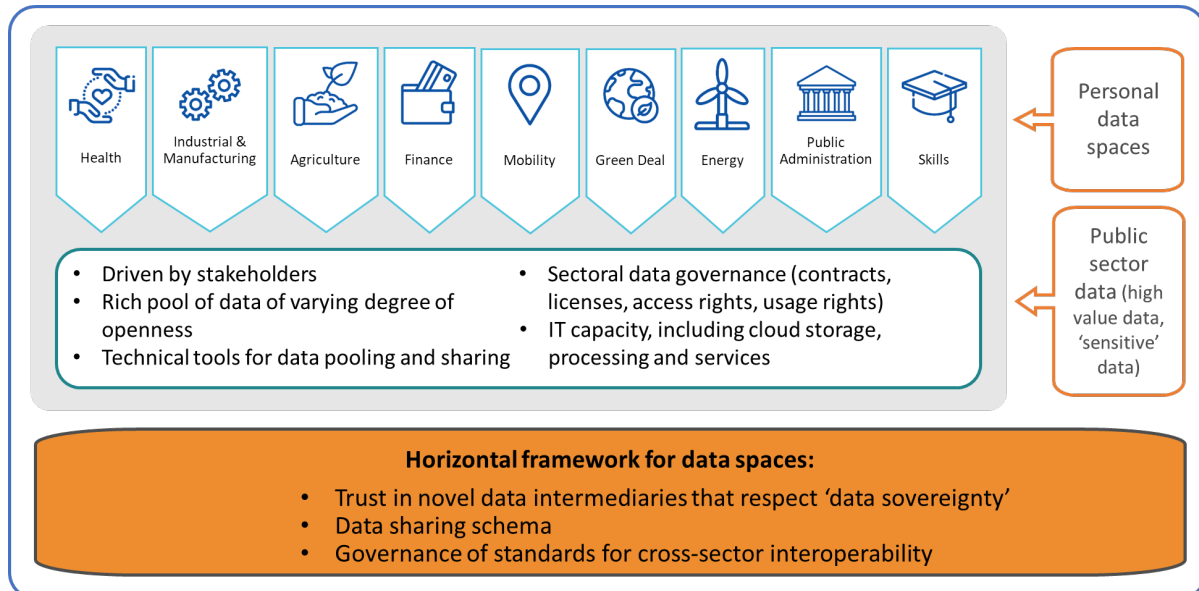 Health
Industrial &
Manufacturing
Agriculture
Finance
Mobility
Green Deal
Energy
Public
Administration
Skills
Personal
data
spaces
• Driven by stakeholders
• Rich pool of data of varying degree of
openness
• Technical tools for data pooling and sharing
• Sectoral data governance (contracts,
licenses, access rights, usage rights)
• IT capacity, including cloud storage,
processing and services
Public
sector
data (high
value data,
‘sensitive’
data)
Horizontal framework for data spaces:
• Trust in novel data intermediaries that respect ‘data sovereignty’
• Data sharing schema
• Governance of standards for cross-sector interoperability